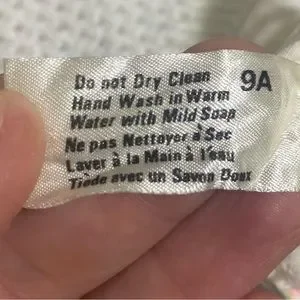 Do not Dry Clean 9A
Hand Wash in Warm
Water with Mild Soap
Ne pas Nettoyer à Sec
Laver à la Main à l'eau
Tiède avec un Savon Doux